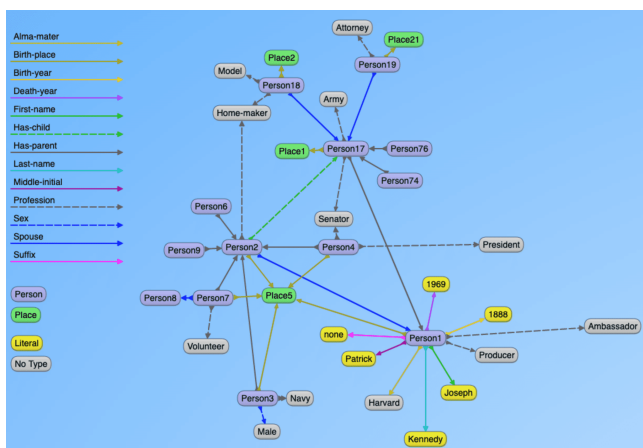 Alma-mater
Birth-place
Birth-year
Death-year
First-name
Has-child
Has-parent
Last-name
Middle-initial
Profession
Sex
Spouse
Suffix
Person
Place
Literal
No Type
Attorney
Place21
Place2
Person19
Model
Person18
Army
Home-maker
Person17
Person76
Place1
Person74
Person6
Senator
Person9
Person2
Person4
President
Person8
Person7
Place5
1969
1888
none
Person1
Ambassador
Volunteer
Patrick
Producer
Person3
Navy
Harvard
Joseph
Male
Kennedy